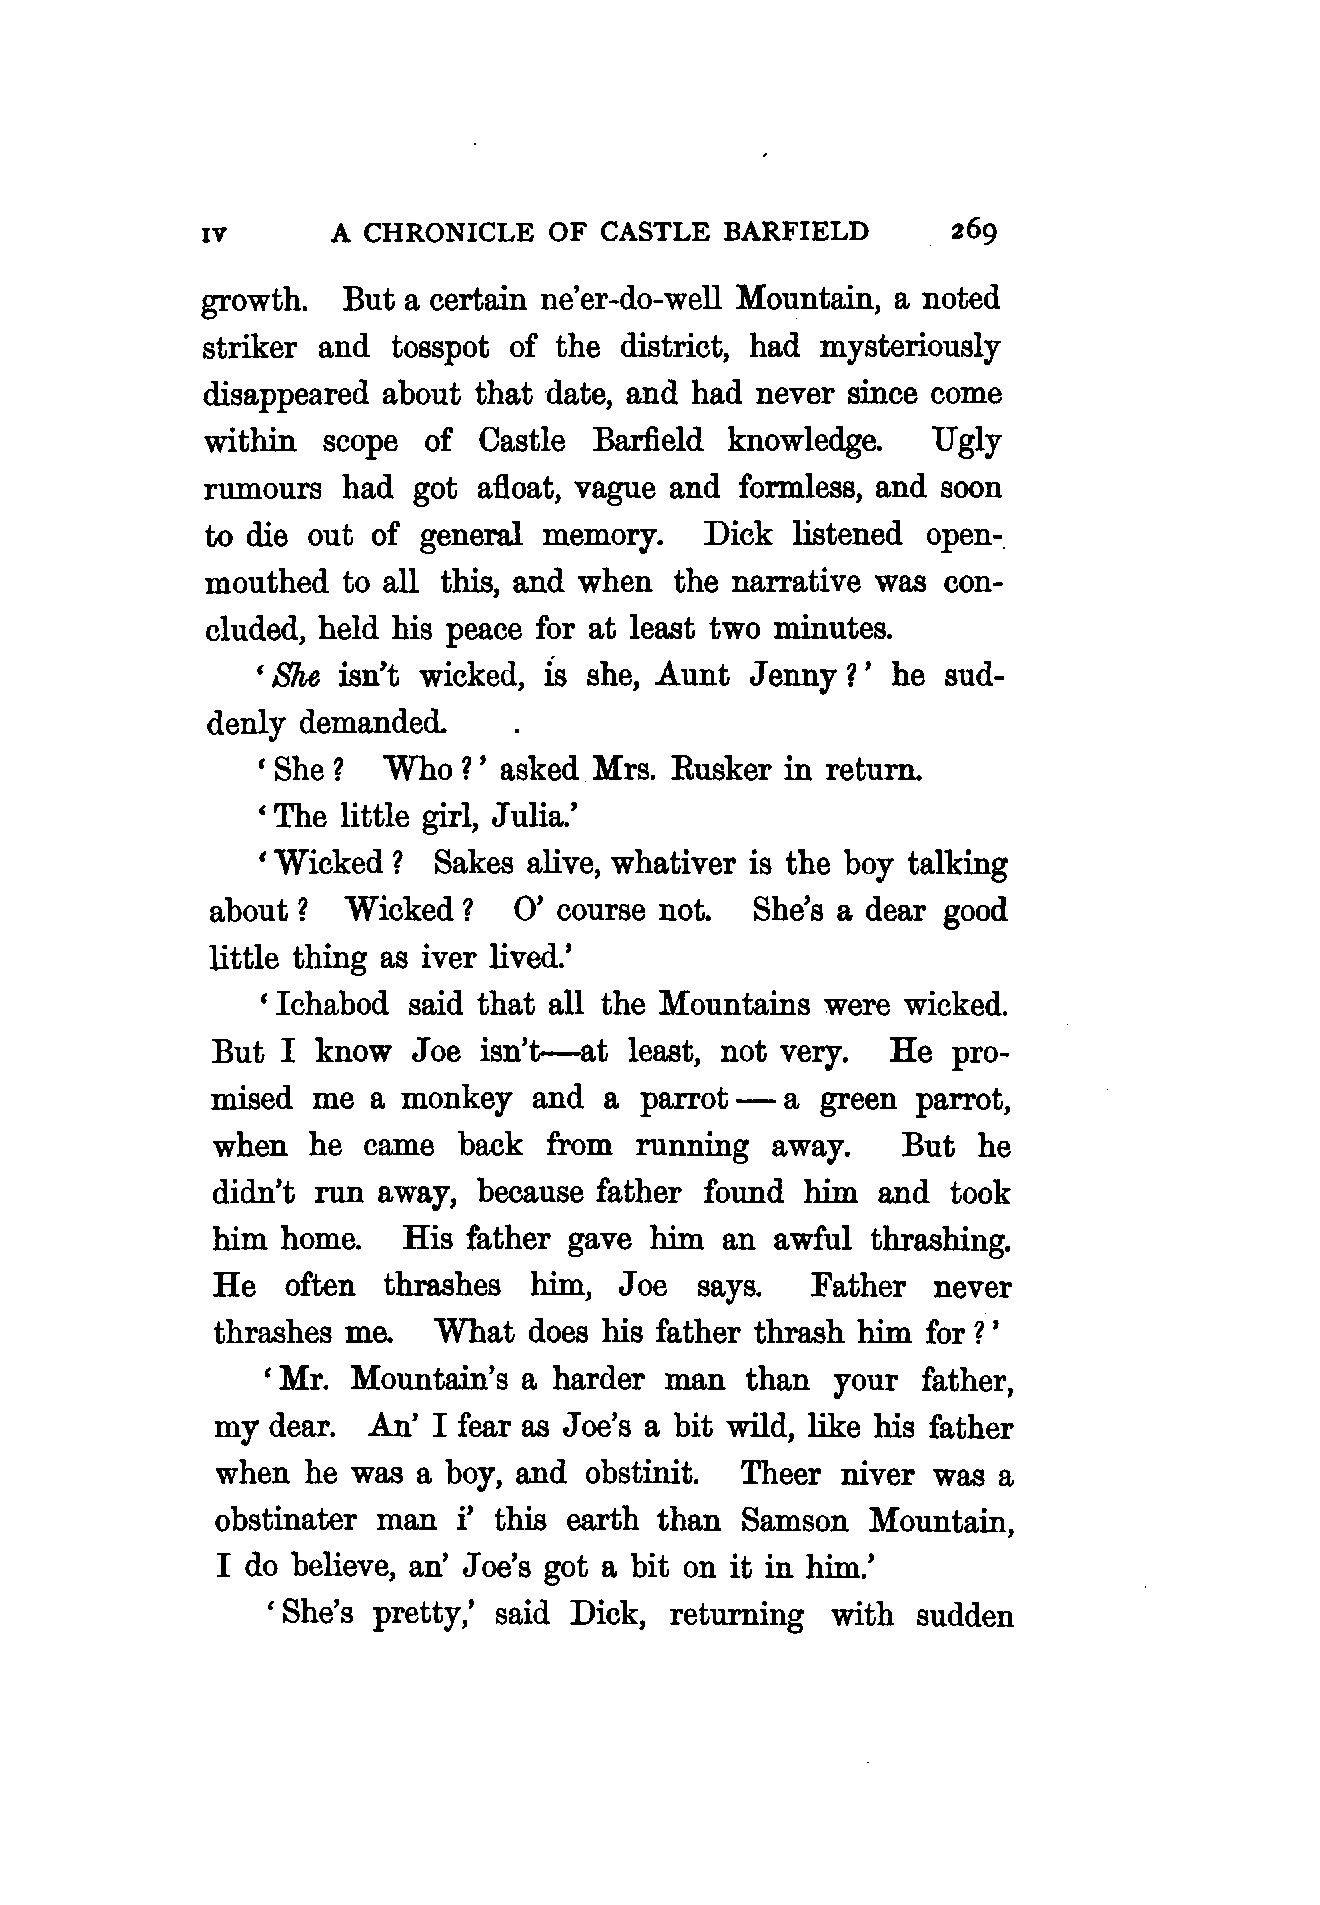 IV A CHRONICLE OF CASTLE BARFIELD 269
growth. But a certain ne'er-do-well Mountain, a noted
striker and tosspot of the district, had mysteriously
disappeared about that date, and had never since come
within scope of Castle Barfield knowledge. Ugly
rumours had got afloat, vague and formless, and soon
to die out of general memory. Dick listened open-
mouthed to all this, and when the narrative was con-
cluded, held his peace for at least two minutes.
'She isn't wicked, is she, Aunt Jenny?' he sud-
denly demanded.
'She? Who?' asked Mrs. Rusker in return.
'The little girl, Julia.'
'Wicked? Sakes alive, whativer is the boy talking
about? Wicked? O' course not. She's a dear good
little thing as iver lived.'
'Ichabod said that all the Mountains were wicked.
But I know Joe isn't—at least, not very. He pro-
mised me a monkey and a parrot—a green parrot,
when he came back from running away. But he
didn't run away, because father found him and took
him home. His father gave him an awful thrashing.
He often thrashes him, Joe says. Father never
thrashes me. What does his father thrash him for?'
'Mr. Mountain's a harder man than your father,
my dear. An' I fear as Joe's a bit wild, like his father
when he was a boy, and obstinit. Theer niver was a
obstinater man i' this earth than Samson Mountain,
I do believe, an' Joe's got a bit on it in him.'
'She's pretty,' said Dick, returning with sudden